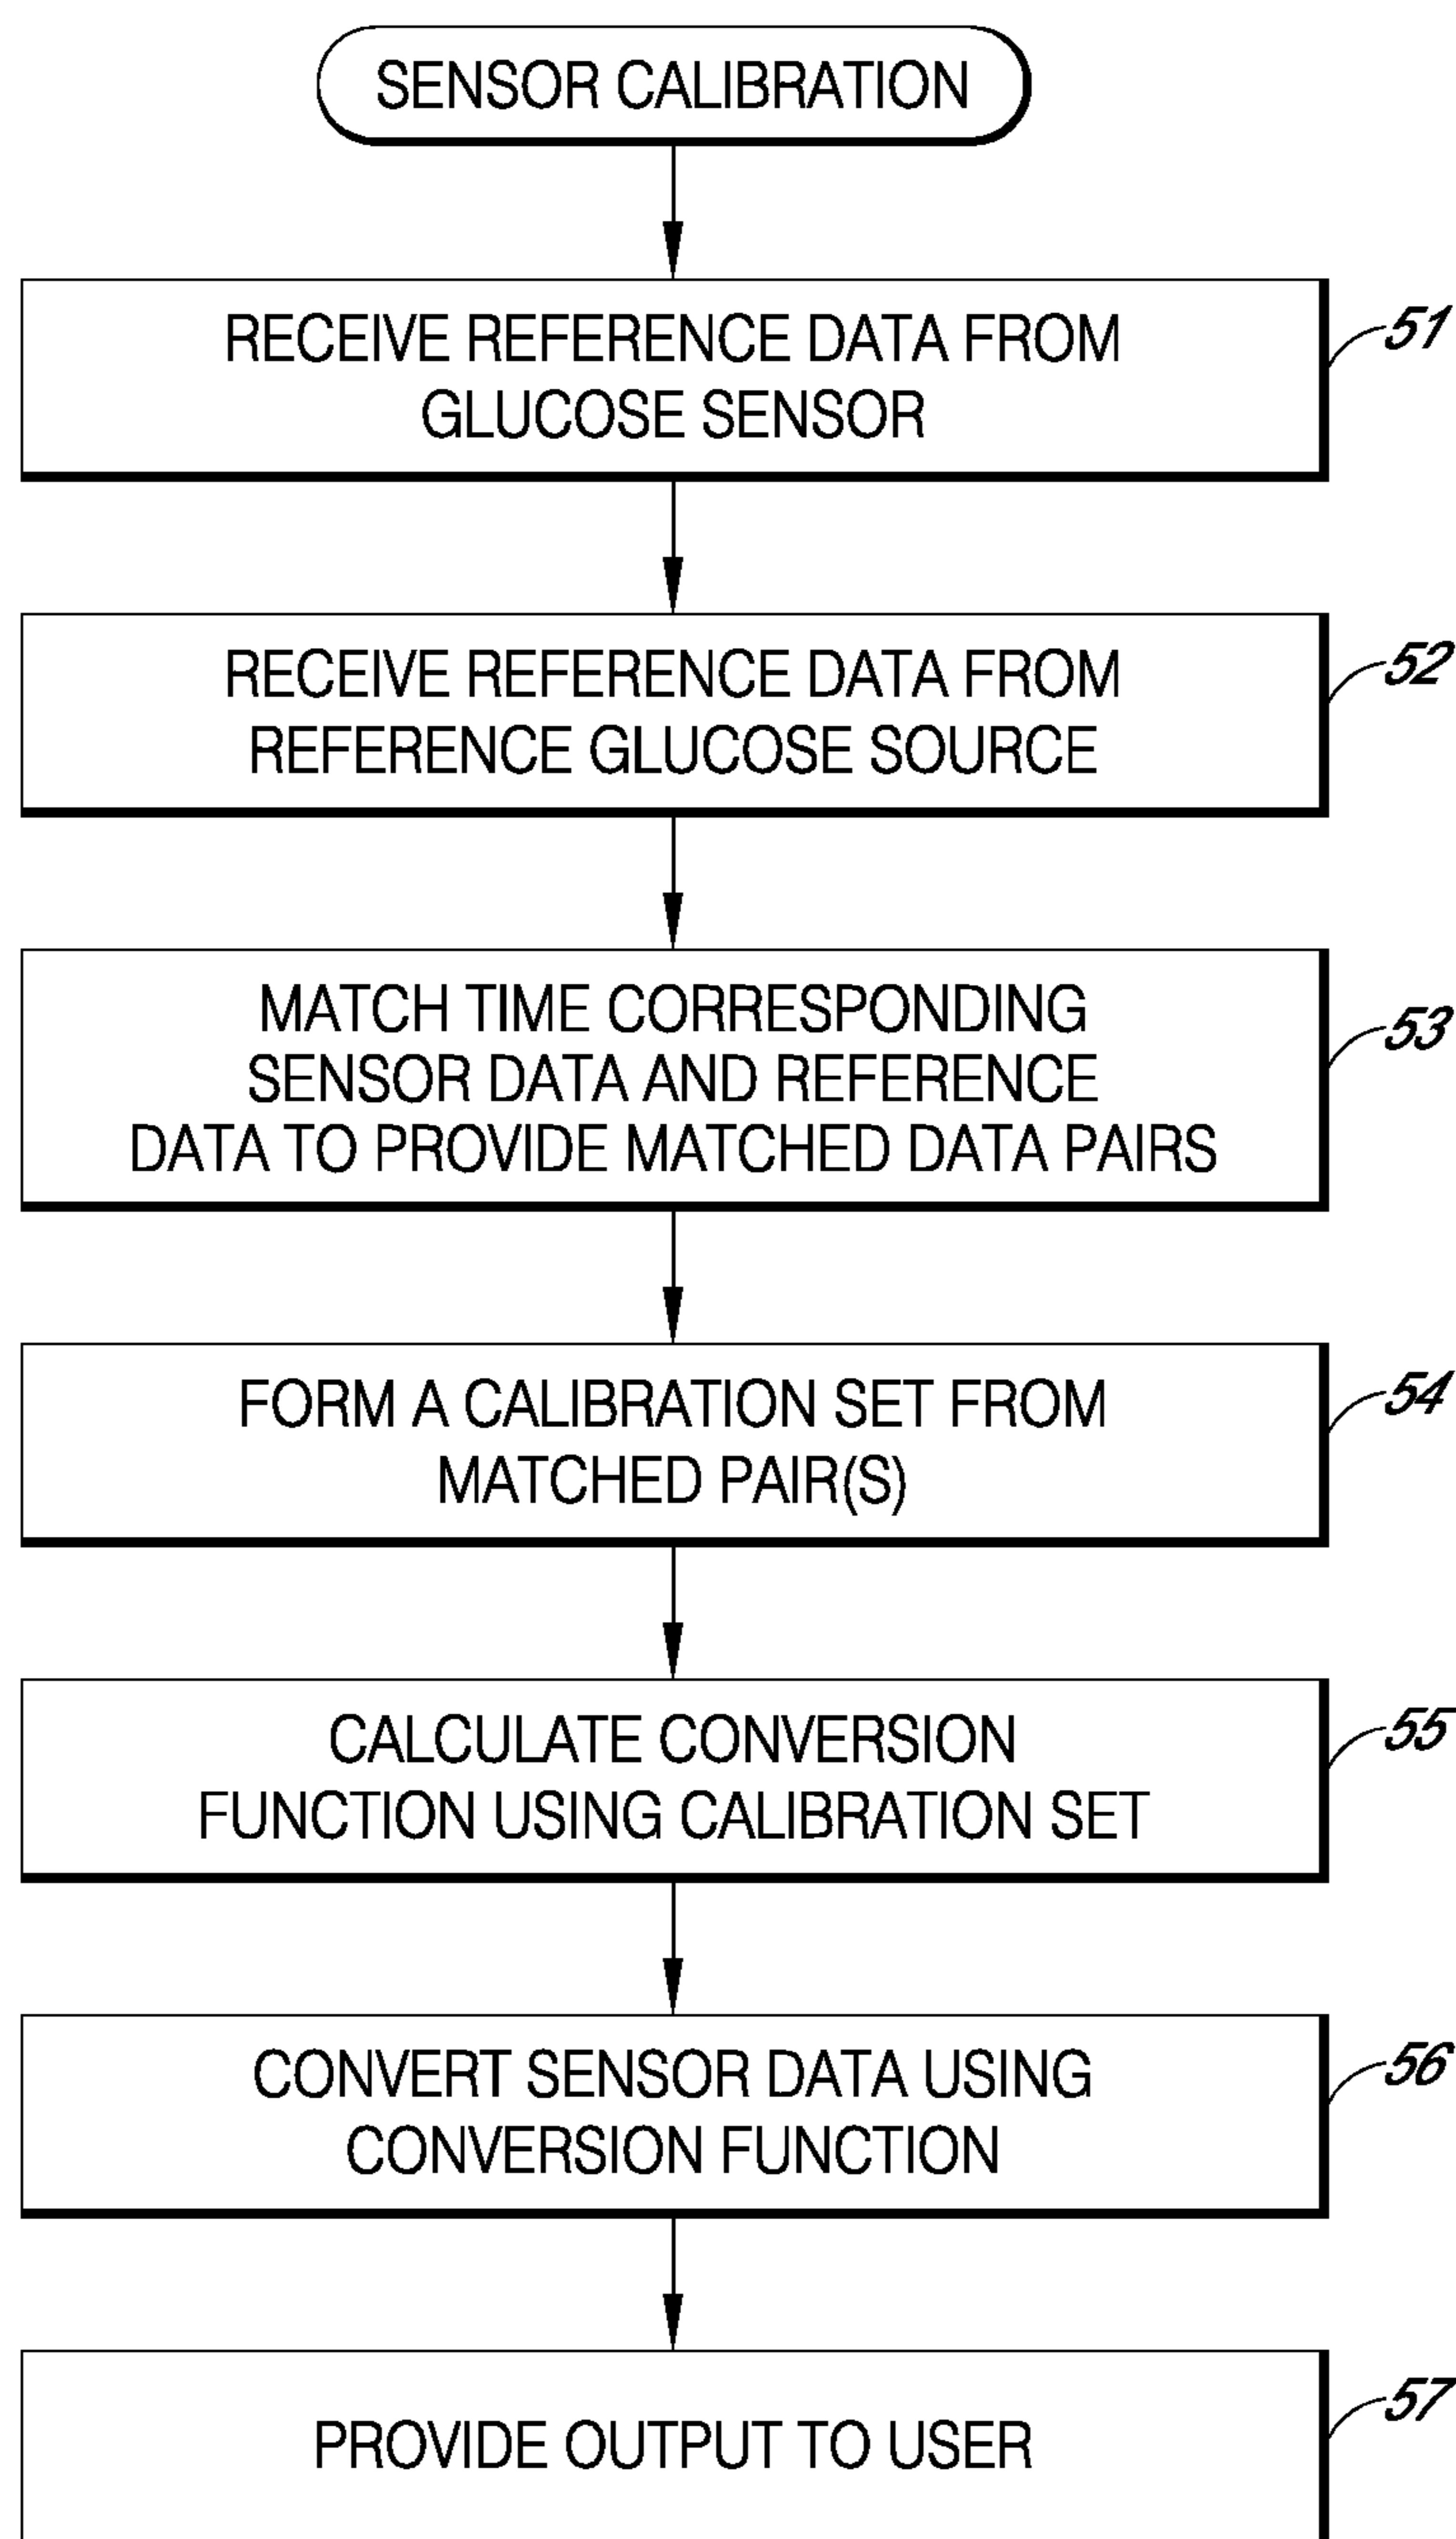 SENSOR CALIBRATION
RECEIVE REFERENCE DATA FROM
GLUCOSE SENSOR
51
RECEIVE REFERENCE DATA FROM
REFERENCE GLUCOSE SOURCE
52
MATCH TIME CORRESPONDING
SENSOR DATA AND REFERENCE
DATA TO PROVIDE MATCHED DATA PAIRS
53
FORM A CALIBRATION SET FROM
MATCHED PAIR(S)
54
CALCULATE CONVERSION
FUNCTION USING CALIBRATION SET
55
CONVERT SENSOR DATA USING
CONVERSION FUNCTION
56
PROVIDE OUTPUT TO USER
57